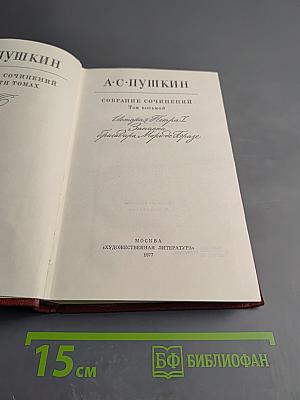 ПУШКИН
СОЧИНЕНИЙ
ТОМАХ
А·С·ПУШКИН
СОБРАНИЕ СОЧИНЕНИЙ
Том восьмой
История Петра I
Записки
бригадира Моро-де-Бразе
МОСКВА
«ХУДОЖЕСТВЕННАЯ ЛИТЕРАТУРА»
1977
15 см
БФ БИБЛИОФАН